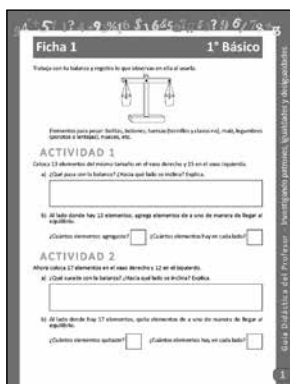 Ficha 1
1° Básico
Trabaja con tu balanza y registra lo que observas en ella al usarla.
Elementos para pesar: bolitas, botones, tuercas (tornillos y clavos no), maíz, legumbres
(porotos o lentejas), nueces, etc.
ACTIVIDAD 1
Coloca 13 elementos del mismo tamaño en el vaso derecho y 15 en el vaso izquierdo.
a) ¿Qué pasa con la balanza? ¿Hacia qué lado se inclina? Explica.
b) Al lado donde hay 13 elementos, agrega elementos de a uno de manera de llegar al
equilibrio.
¿Cuántos elementos agregaste?
¿Cuántos elementos hay en cada lado?
ACTIVIDAD 2
Ahora coloca 17 elementos en el vaso derecho y 12 en el izquierdo.
a) ¿Qué sucede con la balanza? ¿Hacia qué lado se inclina? Explica.
b) Al lado donde hay 17 elementos, quita elementos de a uno de manera de llegar al
equilibrio.
¿Cuántos elementos quitaste?
¿Cuántos elementos hay en cada lado?
Guía Didáctica del Profesor - Investigando patrones, igualdades y desigualdades
1